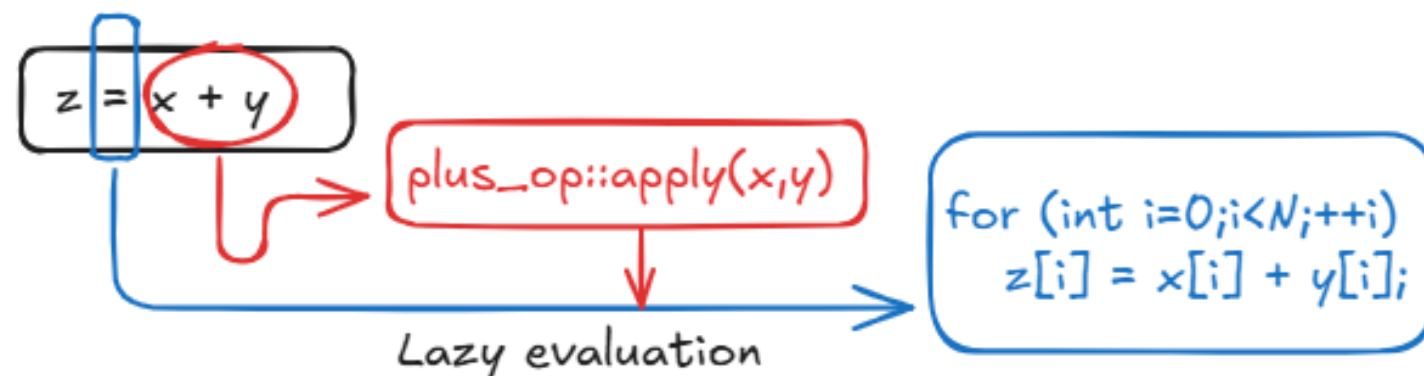 z = x + y
plus_op::apply(x,y)
for (int i=0;i<N;++i)
z[i] = x[i] + y[i];
Lazy evaluation